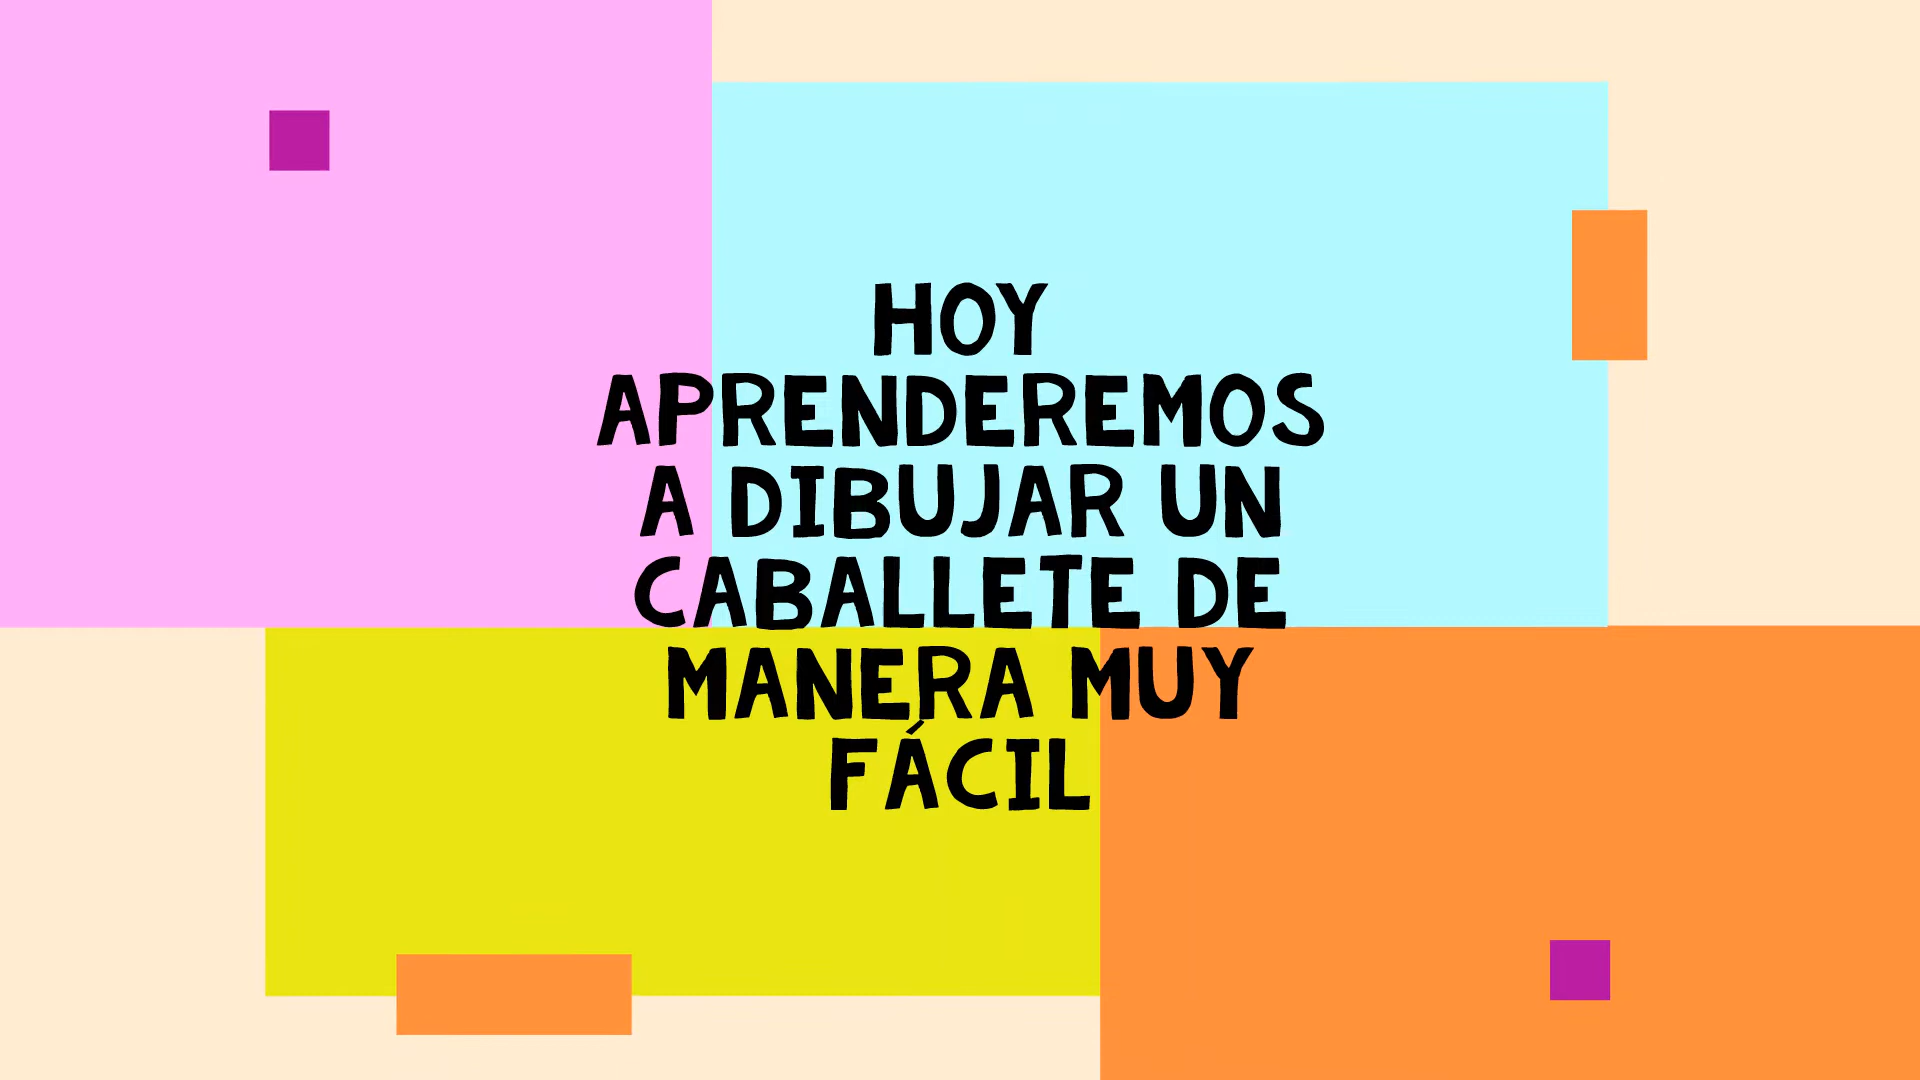 HOY
APRENDEREMOS
A DIBUJAR UN
CABALLETE DE
MANERA MUY
FÁCIL